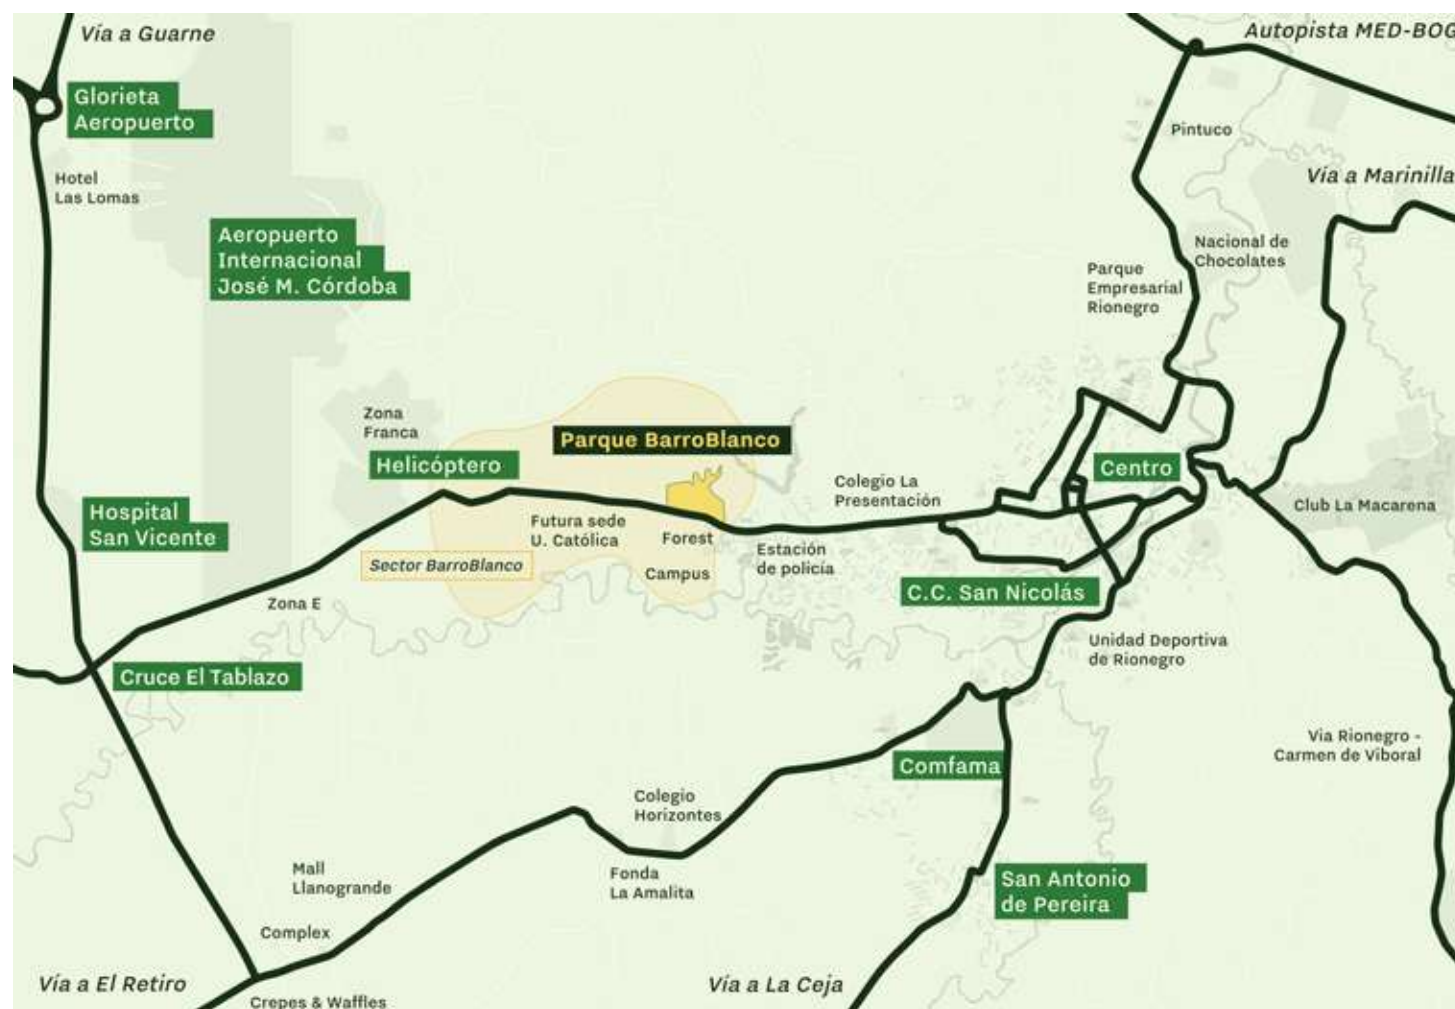 Vía a Guarne
Autopista MED-BOG
Glorieta
Aeropuerto
Pintuco
Hotel
Las Lomas
Vía a Marinilla
Aeropuerto
Internacional
José M. Córdoba
Nacional de
Chocolates
Parque
Empresarial
Rionegro
Zona
Franca
Parque BarroBlanco
Helicóptero
Centro
Colegio La
Presentación
Club La Macarena
Hospital
San Vicente
Futura sede
U. Católica
Forest
Estación
de policía
Sector BarroBlanco
Campus
C.C. San Nicolás
Zona E
Unidad Deportiva
de Rionegro
Cruce El Tablazo
Via Rionegro -
Carmen de Viboral
Comfama
Colegio
Horizontes
Mall
Llanogrande
Fonda
La Amalita
San Antonio
de Pereira
Complex
Vía a El Retiro
Vía a La Ceja
Crepes & Waffles